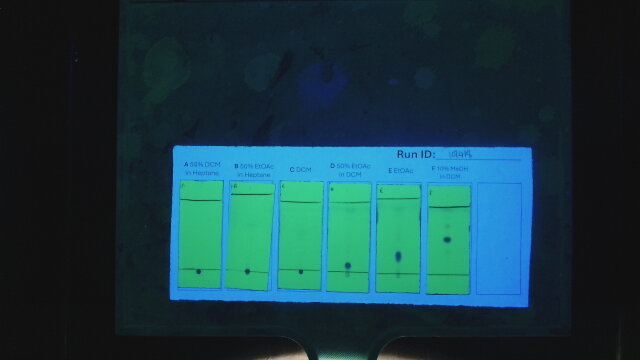 Run ID:
A 50% DCM
in Heptane
B 50% EtOAc
in Heptane
C DCM
D 50% EtOAc
in DCM
E EtOAc
F 10% MeOH
in DCM